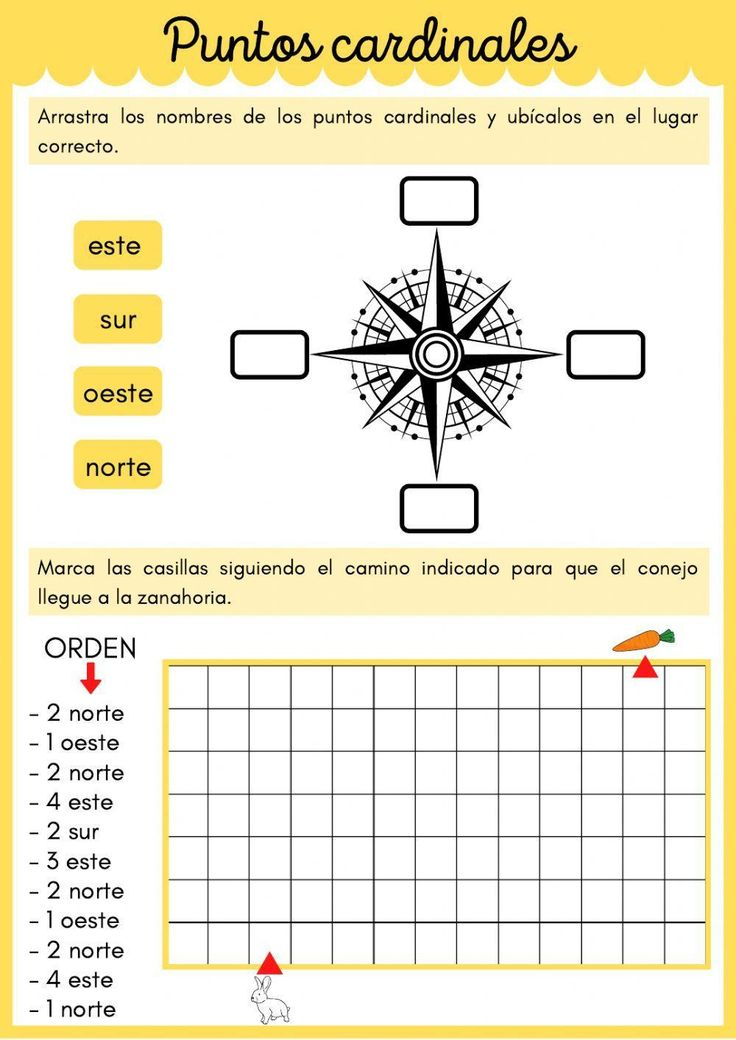 Puntos cardinales
Arrastra los nombres de los puntos cardinales y ubícalos en el lugar
correcto.
este
sur
oeste
norte
Marca las casillas siguiendo el camino indicado para que el conejo
llegue a la zanahoria.
ORDEN
- 2 norte
- 1 oeste
- 2 norte
- 4 este
- 2 sur
- 3 este
- 2 norte
- 1 oeste
- 2 norte
- 4 este
- 1 norte